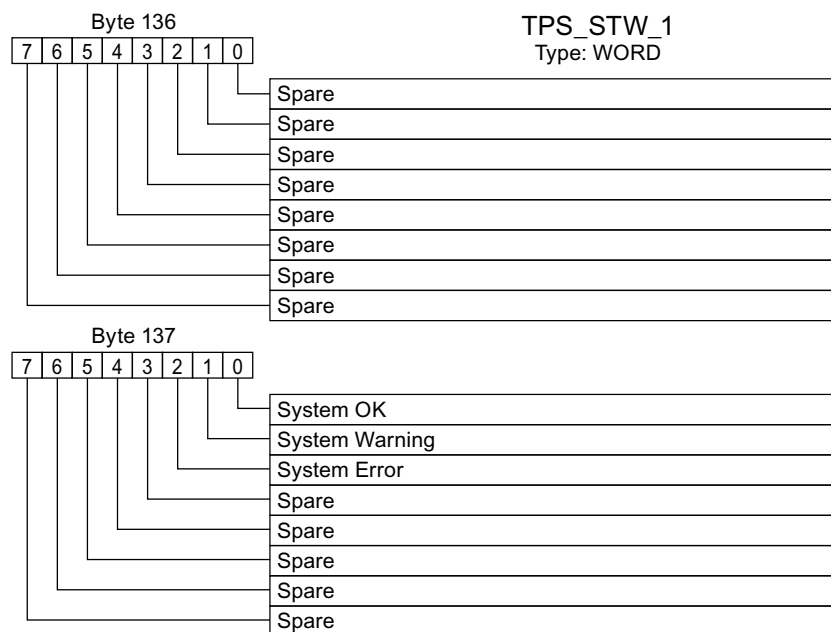 Byte 136
TPS_STW_1
Type: WORD
7 6 5 4 3 2 1 0
Spare
Spare
Spare
Spare
Spare
Spare
Spare
Spare
Byte 137
7 6 5 4 3 2 1 0
System OK
System Warning
System Error
Spare
Spare
Spare
Spare
Spare